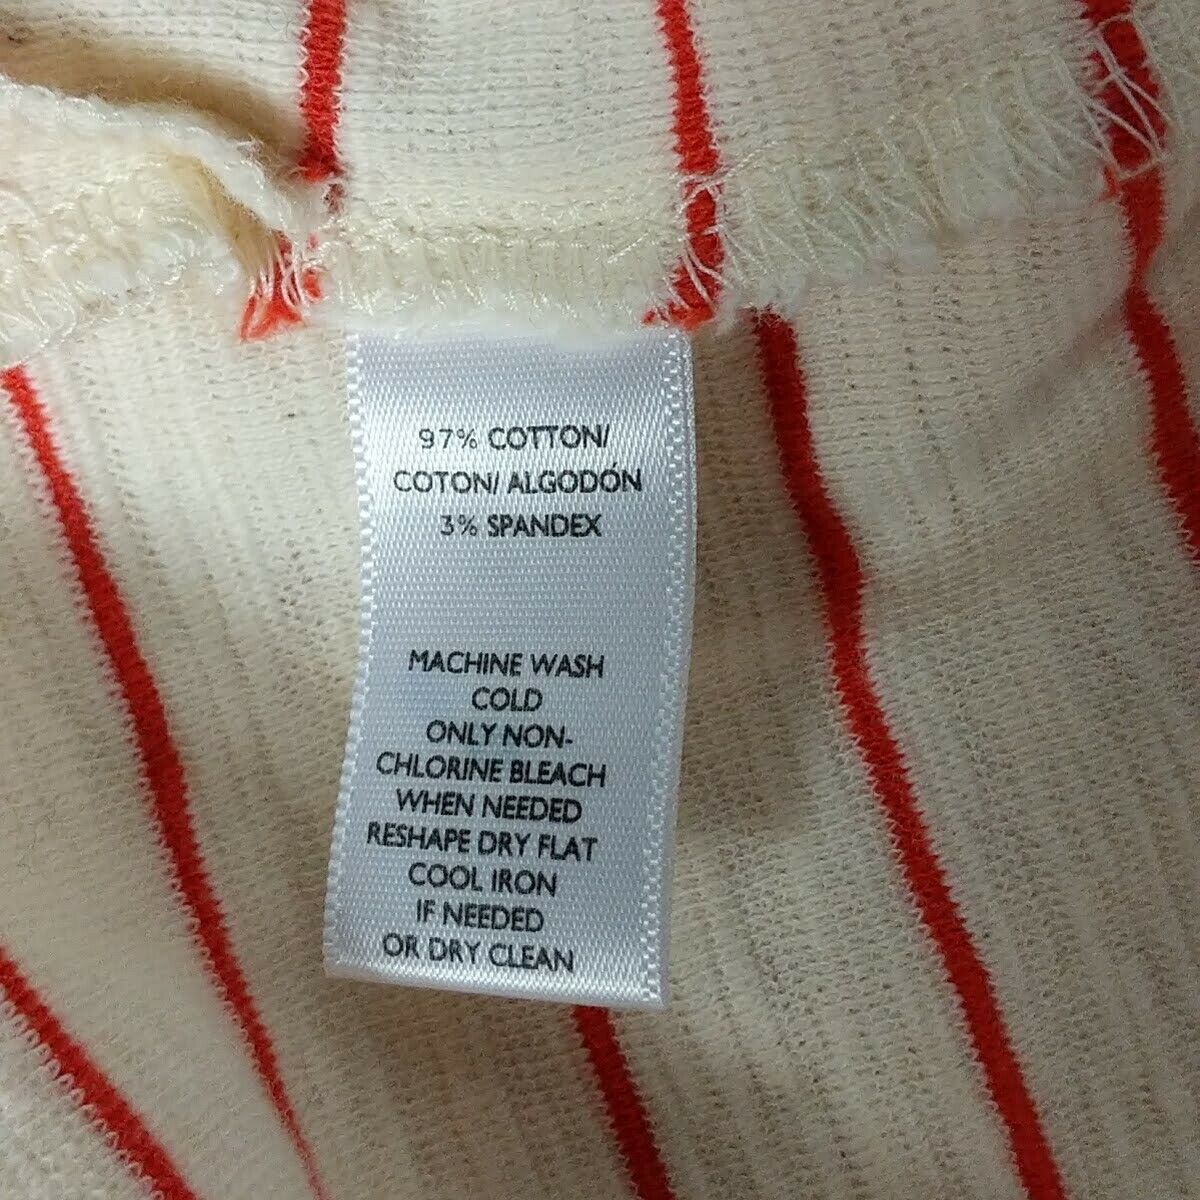 97% COTTON/
COTON/ ALGODÓN
3% SPANDEX
MACHINE WASH
COLD
ONLY NON-
CHLORINE BLEACH
WHEN NEEDED
RESHAPE DRY FLAT
COOL IRON
IF NEEDED
OR DRY CLEAN